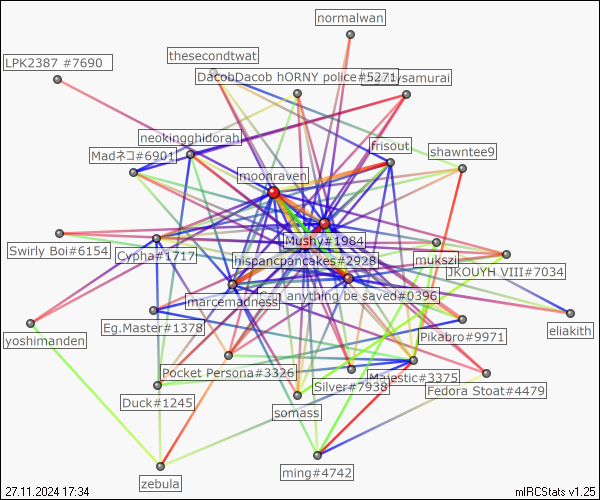 normalwan
thesecondtwat
LPK2387 #7690
DacobDacob hORNY police#5271
samurai
neokingghidorah
frisout
Madネコ#6901
shawntee9
moonraven
Mushy#1984
Swirly Boi#6154
Cypha#1717
hispancpancakes#2928
mukszi
JKOUYH VIII#7034
marcemadness
anything be saved#0396
Eg.Master#1378
eliakith
yoshimanden
Pikabro#9971
Pocket Persona#3326
Majestic#3375
Silver#7938
Fedora Stoat#4479
Duck#1245
somass
ming#4742
zebula
27.11.2024 17:34
mIRCStats v1.25